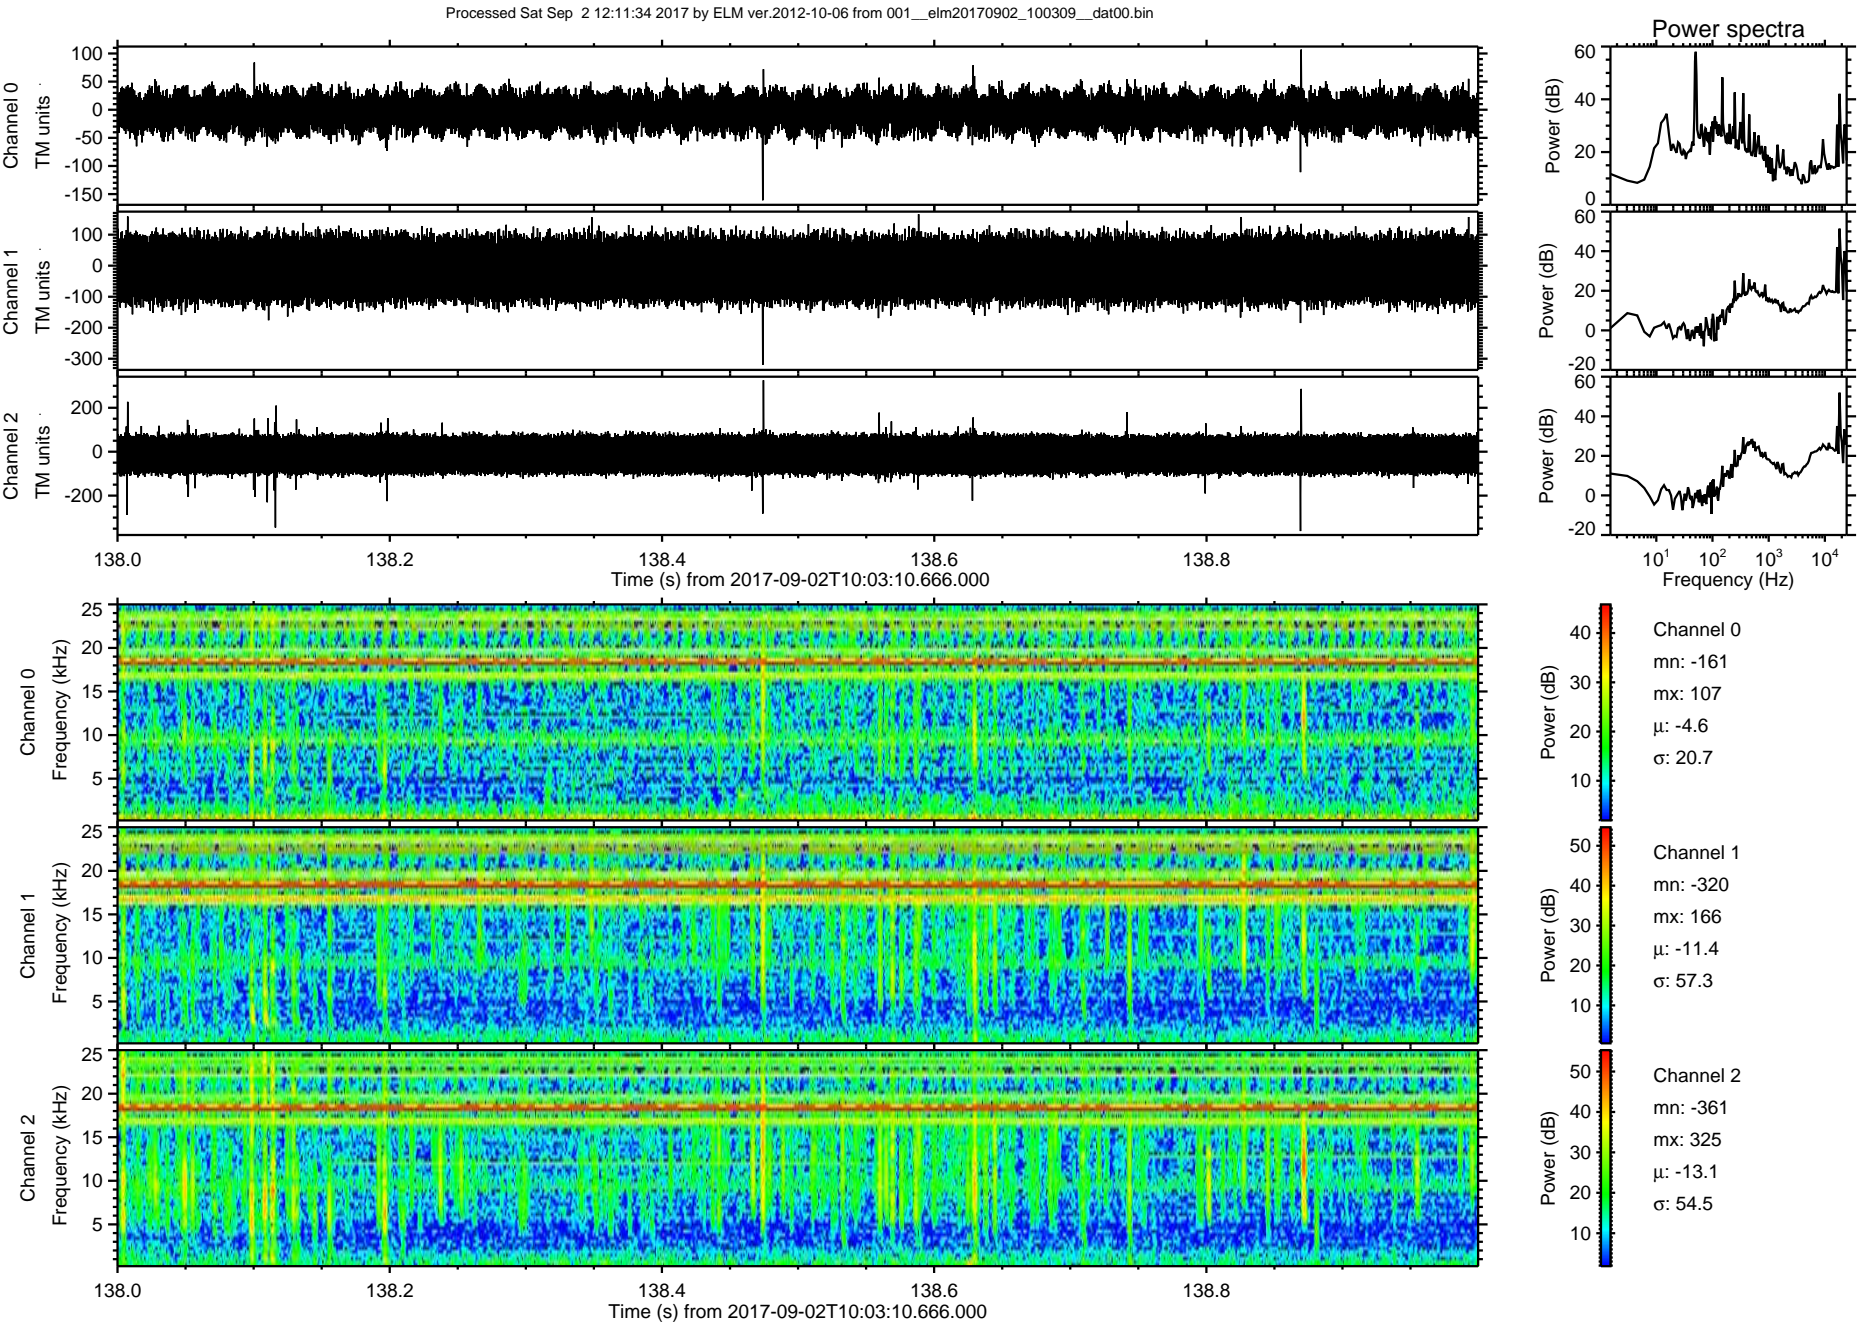 Processed Sat Sep 2 12:11:34 2017 by ELM ver.2012-10-06 from 001__elm20170902_100309__dat00.bin
Power spectra
Channel 0
TM units
100
50
0
-50
-100
-150
Power (dB)
60
40
20
0
Channel 1
TM units
100
0
-100
-200
-300
Power (dB)
60
40
20
0
-20
Channel 2
TM units
200
0
-200
Power (dB)
60
40
20
0
-20
138.0 138.2 138.4 138.6 138.8
Time (s) from 2017-09-02T10:03:10.666.000
10^1 10^2 10^3 10^4
Frequency (Hz)
Channel 0
Frequency (kHz)
25
20
15
10
5
Power (dB)
40
30
20
10
Channel 0
mn: -161
mx: 107
μ: -4.6
σ: 20.7
Channel 1
Frequency (kHz)
25
20
15
10
5
Power (dB)
50
40
30
20
10
Channel 1
mn: -320
mx: 166
μ: -11.4
σ: 57.3
Channel 2
Frequency (kHz)
25
20
15
10
5
Power (dB)
50
40
30
20
10
Channel 2
mn: -361
mx: 325
μ: -13.1
σ: 54.5
138.0 138.2 138.4 138.6 138.8
Time (s) from 2017-09-02T10:03:10.666.000